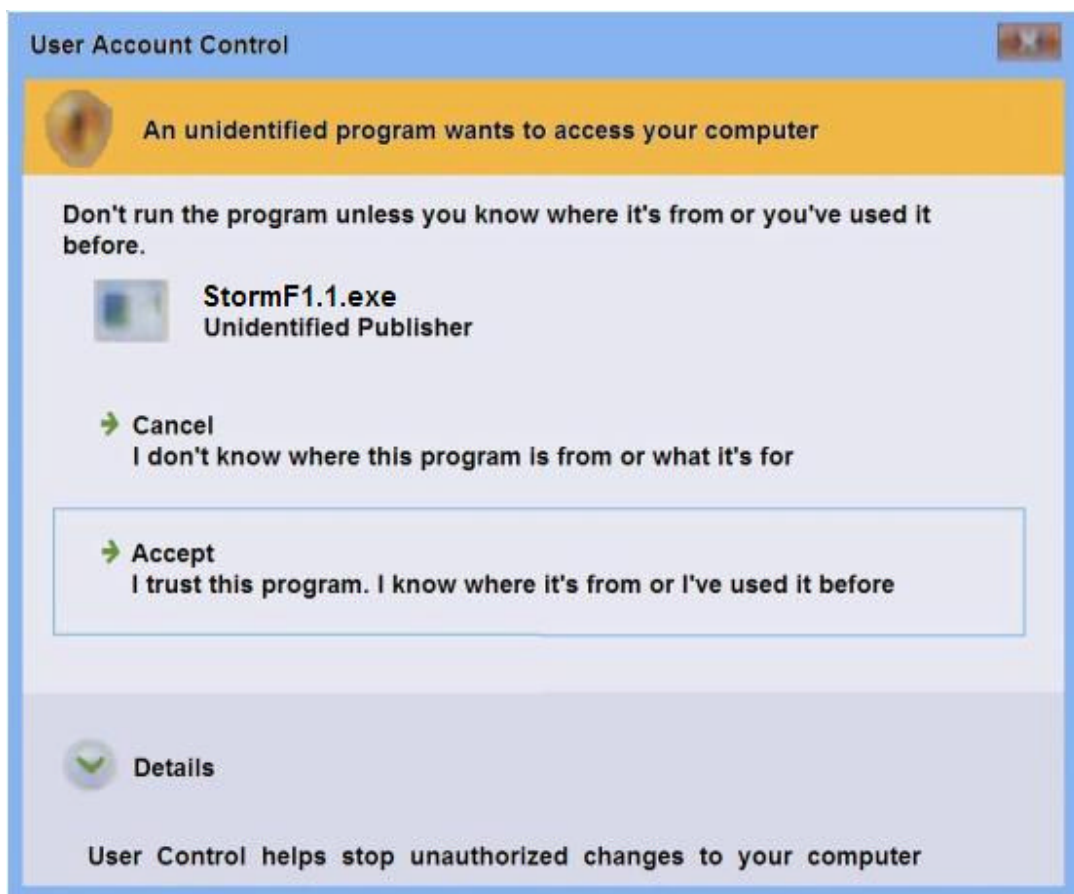 User Account Control
An unidentified program wants to access your computer
Don't run the program unless you know where it's from or you've used it
before.
StormF1.1.exe
Unidentified Publisher
Cancel
I don't know where this program is from or what it's for
Accept
I trust this program. I know where it's from or I've used it before
Details
User Control helps stop unauthorized changes to your computer